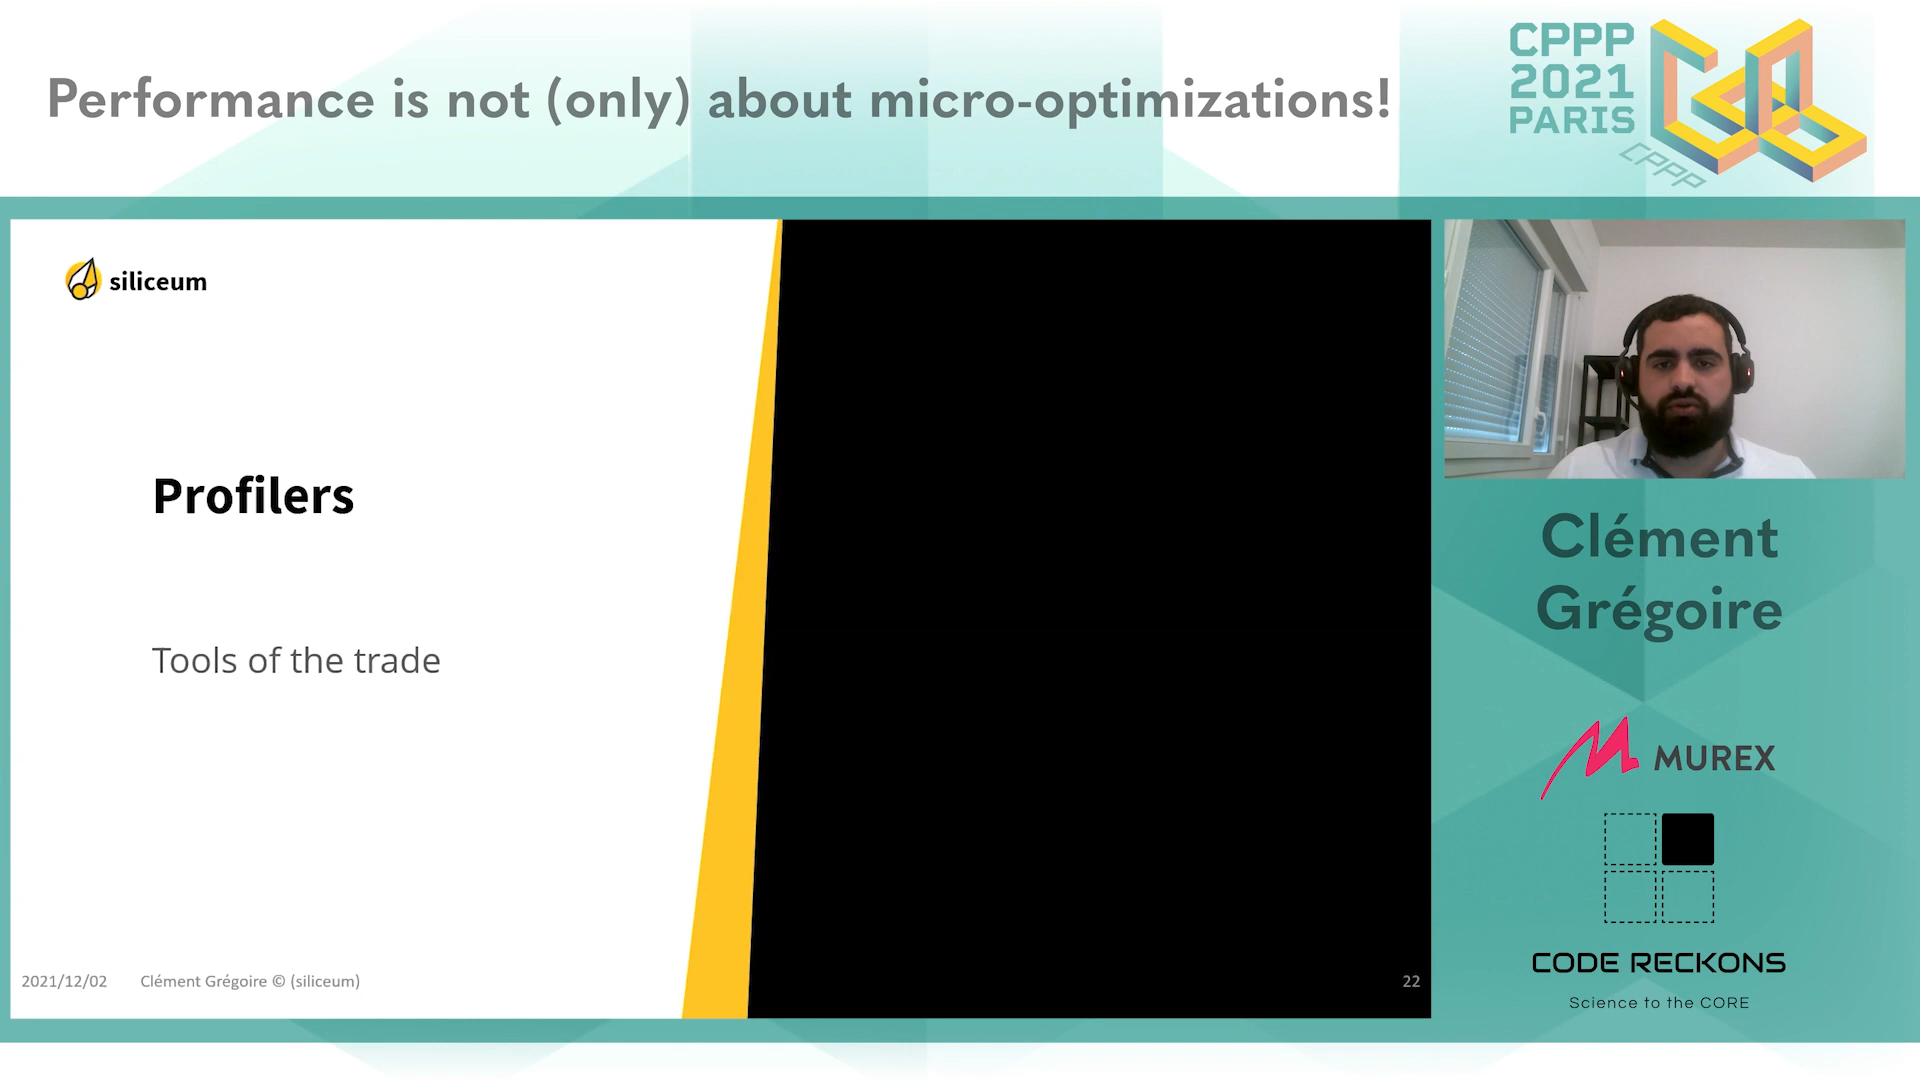 Performance is not (only) about micro-optimizations!
CPPP
2021
PARIS
CPPP
siliceum
Profilers
Tools of the trade
2021/12/02 Clément Grégoire © (siliceum)
22
Clément
Grégoire
MUREX
CODE RECKONS
Science to the CORE